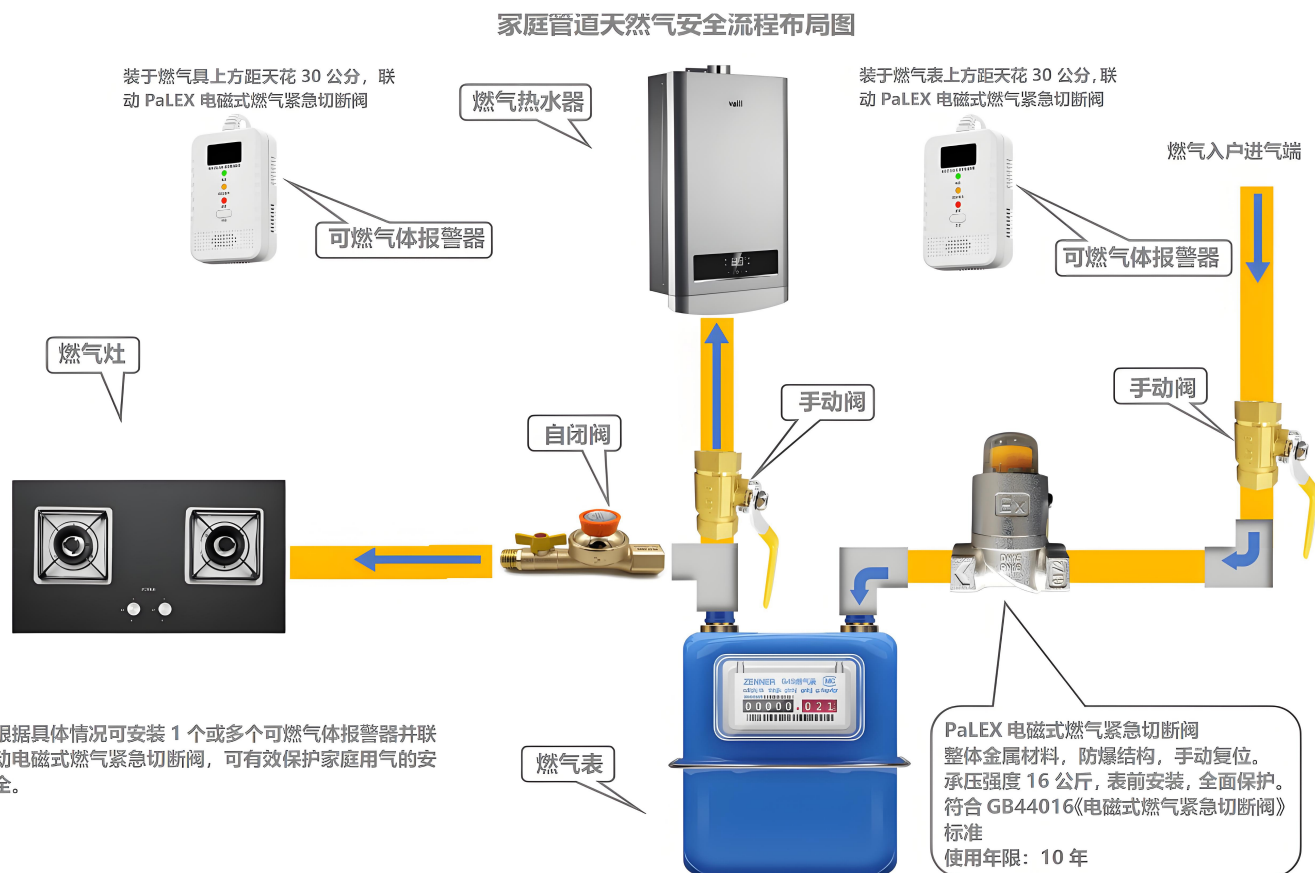 家庭管道天然气安全流程布局图
装于燃气具上方距天花 30 公分，联
动 PaLEX 电磁式燃气紧急切断阀
燃气热水器
装于燃气表上方距天花 30 公分，联
动 PaLEX 电磁式燃气紧急切断阀
燃气入户进气端
vaill
可燃气体报警器
可燃气体报警器
燃气灶
手动阀
手动阀
自闭阀
Ex
ZENNER G4S燃气表 MC
00000.021
根据具体情况可安装 1 个或多个可燃气体报警器并联
动电磁式燃气紧急切断阀，可有效保护家庭用气的安
全。
燃气表
PaLEX 电磁式燃气紧急切断阀
整体金属材料，防爆结构，手动复位。
承压强度 16 公斤，表前安装，全面保护。
符合 GB44016《电磁式燃气紧急切断阀》
标准
使用年限：10 年